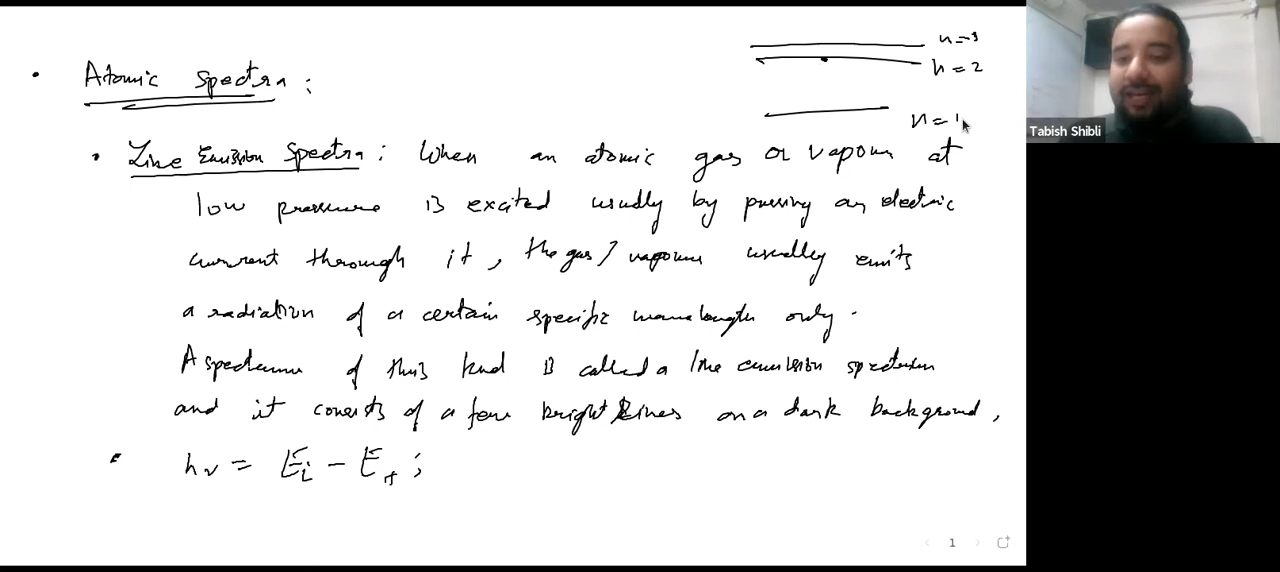 n=3
n=2
• Atomic Spectra :
n=1
Tabish Shibli
• Line Emission Spectra : When an atomic gas or vapour at
low pressure is excited usually by passing an electric
current through it, the gas/vapour usually emits
a radiation of a certain specific wavelength only.
A spectrum of this kind is called a line emission spectrum
and it consists of a few bright lines on a dark background,
• hν = Ei - Ef ;
1